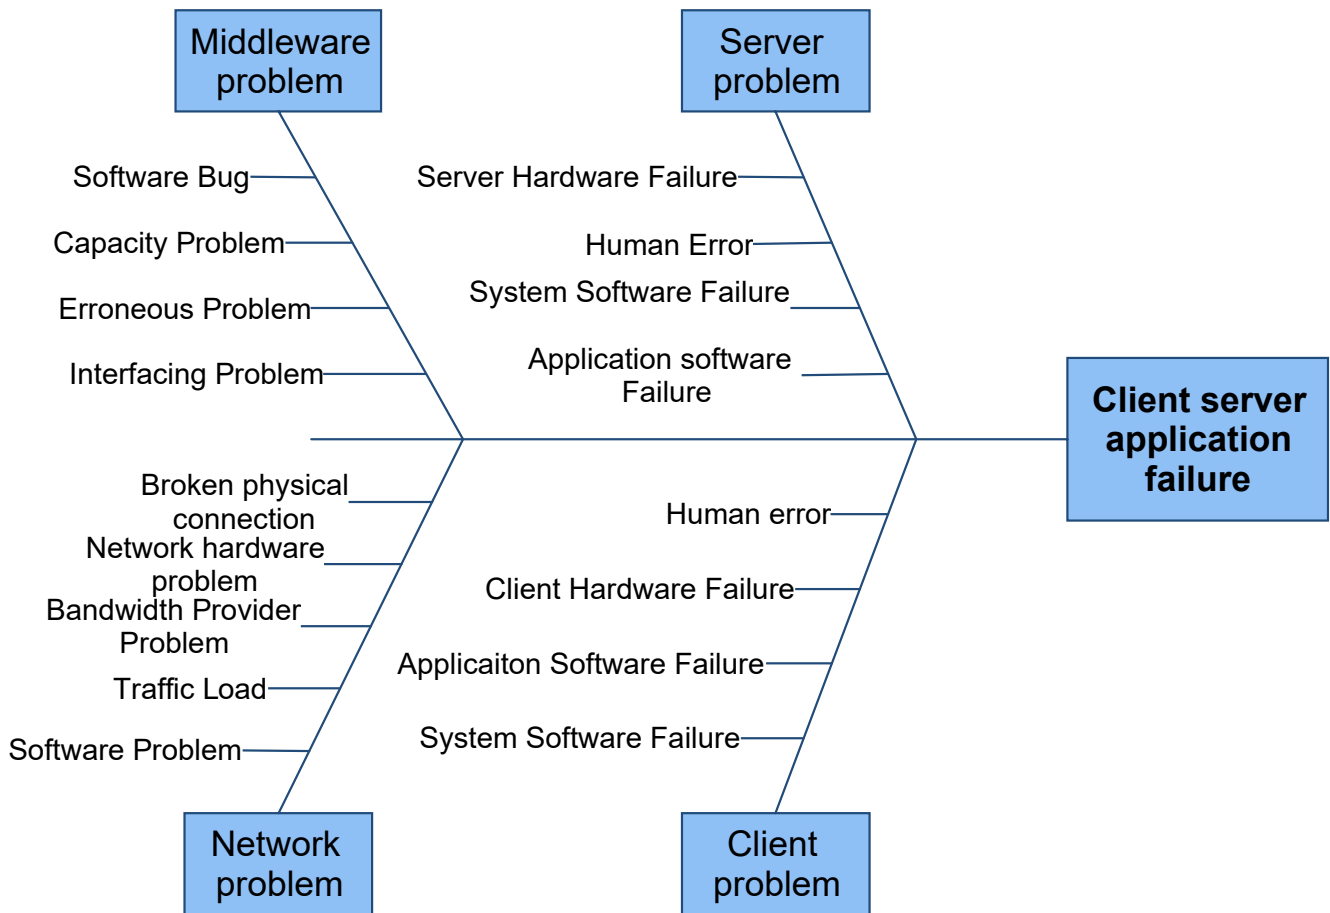 Middleware
problem
Server
problem
Software Bug
Capacity Problem
Erroneous Problem
Interfacing Problem
Server Hardware Failure
Human Error
System Software Failure
Application software
Failure
Client server
application
failure
Broken physical
connection
Network hardware
problem
Bandwidth Provider
Problem
Traffic Load
Software Problem
Human error
Client Hardware Failure
Applicaiton Software Failure
System Software Failure
Network
problem
Client
problem